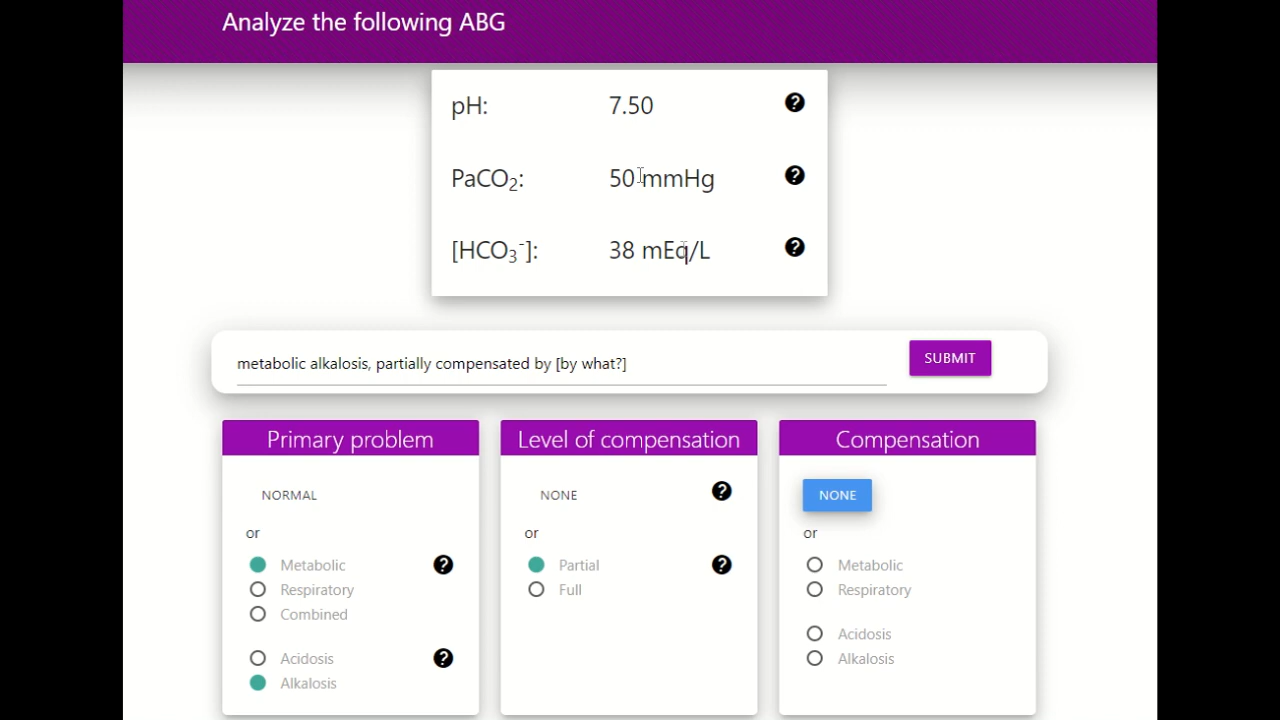 Analyze the following ABG
pH: 7.50 ?
PaCO₂: 50 mmHg ?
[HCO₃⁻]: 38 mEq/L ?
metabolic alkalosis, partially compensated by [by what?]
SUBMIT
Primary problem
NORMAL
or
Metabolic ?
Respiratory
Combined
Acidosis ?
Alkalosis
Level of compensation
NONE ?
or
Partial ?
Full
Compensation
NONE
or
Metabolic
Respiratory
Acidosis
Alkalosis